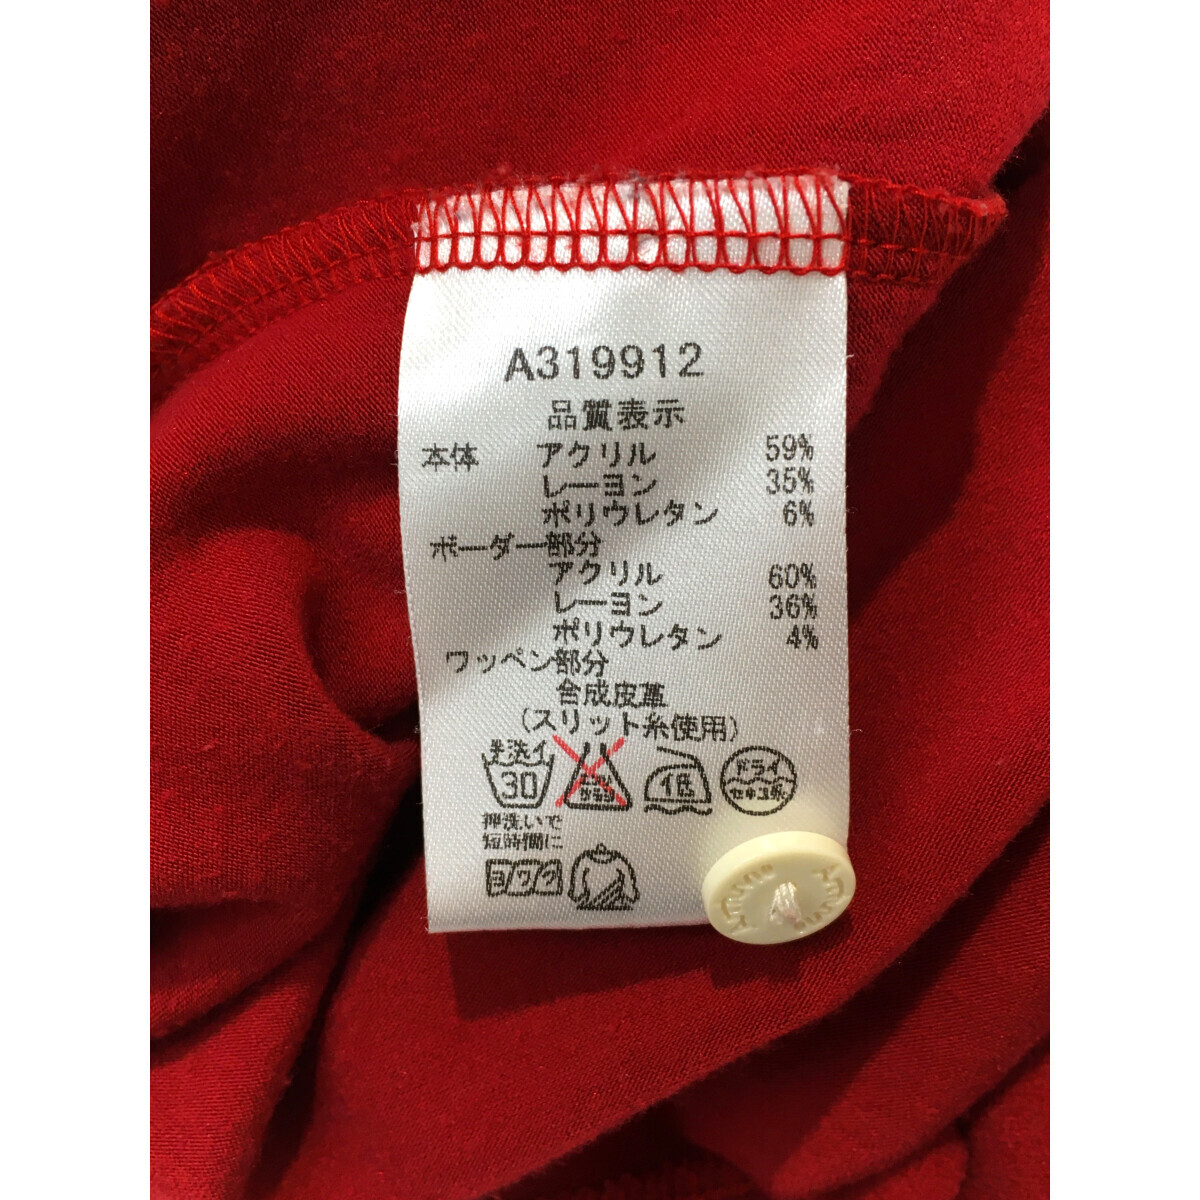 A319912
品質表示
本体 アクリル 59%
レーヨン 35%
ポリウレタン 6%
ボーダー部分
アクリル 60%
レーヨン 36%
ポリウレタン 4%
ワッペン部分
合成皮革
(スリット糸使用)
手洗イ 30
低
ドライ
セキユ系
押洗いで
短時間に
ヨワク